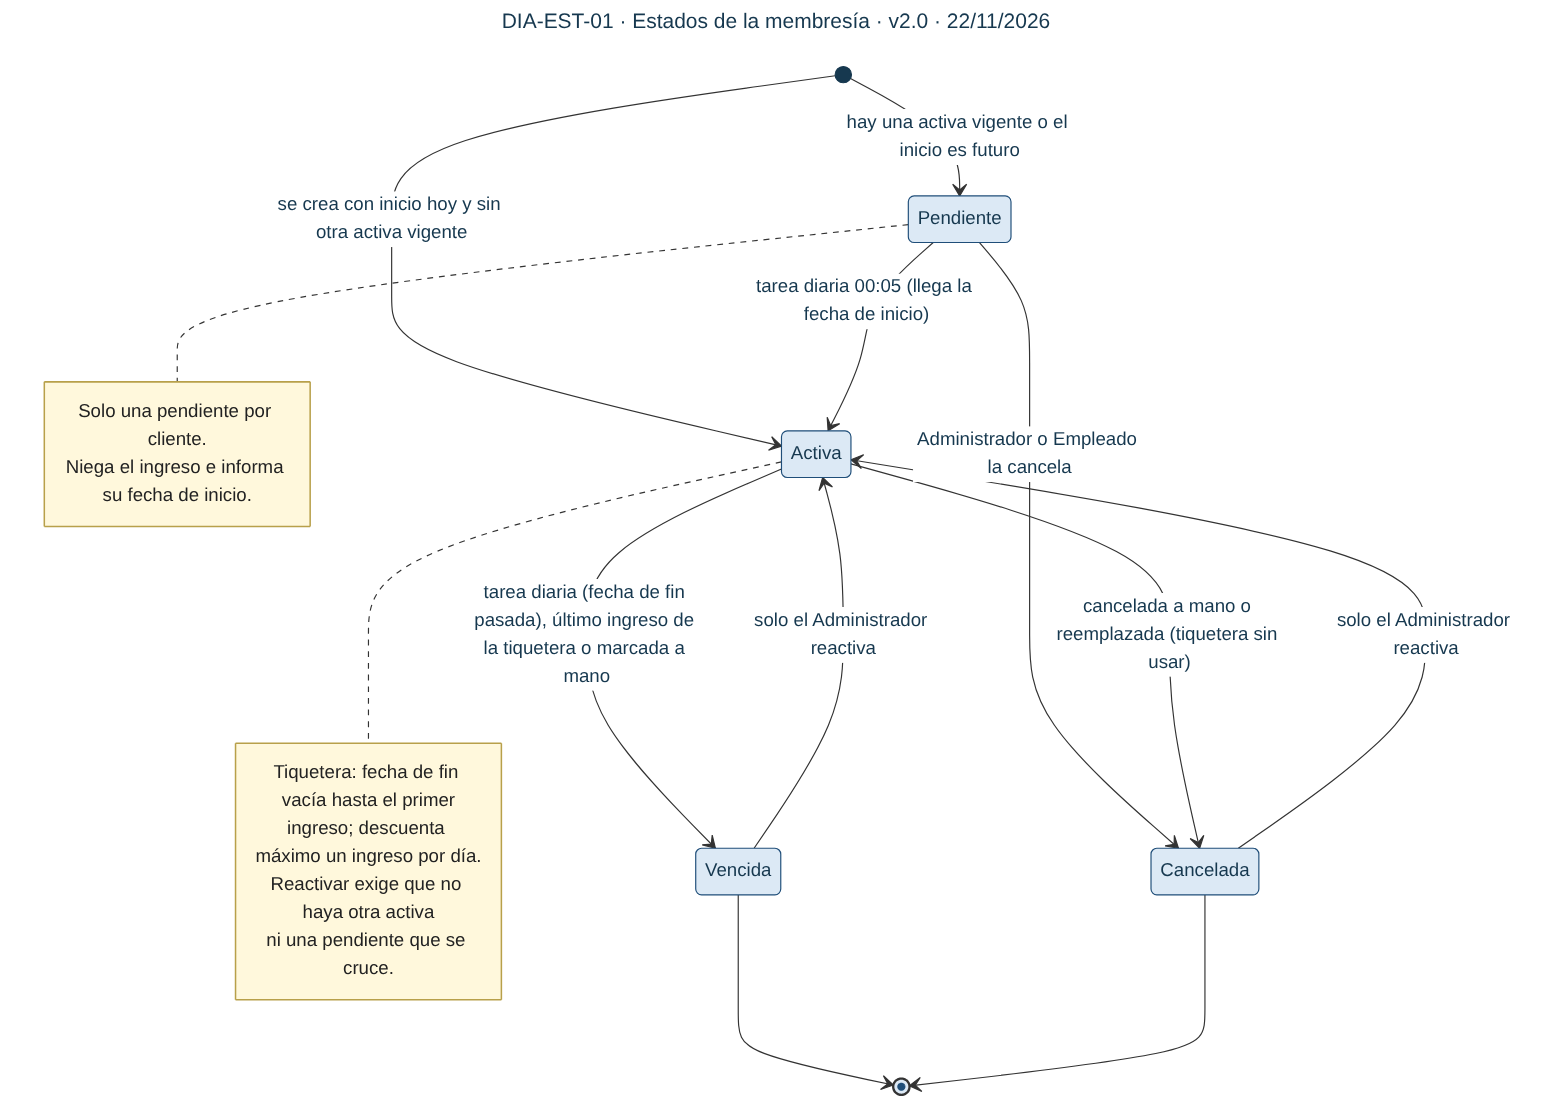 DIA-EST-01 · Estados de la membresía · v2.0 · 22/11/2026
hay una activa vigente o el
inicio es futuro
se crea con inicio hoy y sin
otra activa vigente
Pendiente
tarea diaria 00:05 (llega la
fecha de inicio)
Solo una pendiente por
cliente.
Niega el ingreso e informa
su fecha de inicio.
Activa
Administrador o Empleado
la cancela
tarea diaria (fecha de fin
pasada), último ingreso de
la tiquetera o marcada a
mano
solo el Administrador
reactiva
cancelada a mano o
reemplazada (tiquetera sin
usar)
solo el Administrador
reactiva
Tiquetera: fecha de fin
vacía hasta el primer
ingreso; descuenta
máximo un ingreso por día.
Reactivar exige que no
haya otra activa
ni una pendiente que se
cruce.
Vencida
Cancelada